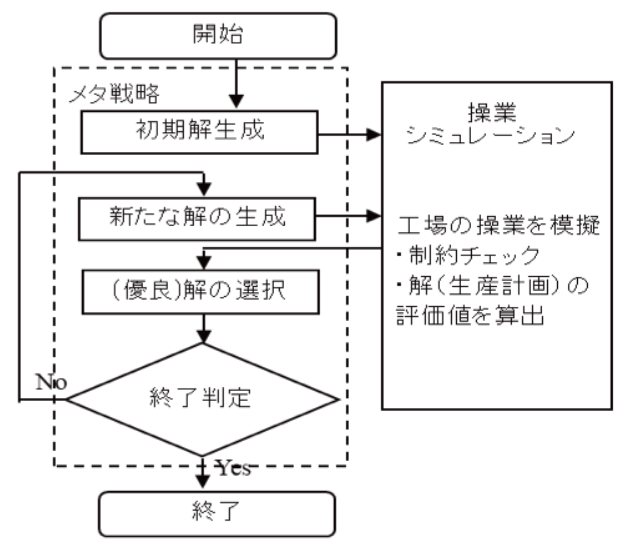 開始
メタ戦略
初期解生成
新たな解の生成
(優良)解の選択
終了判定
No
Yes
終了
操業
シミュレーション
工場の操業を模擬
・制約チェック
・解(生産計画)の
評価値を算出